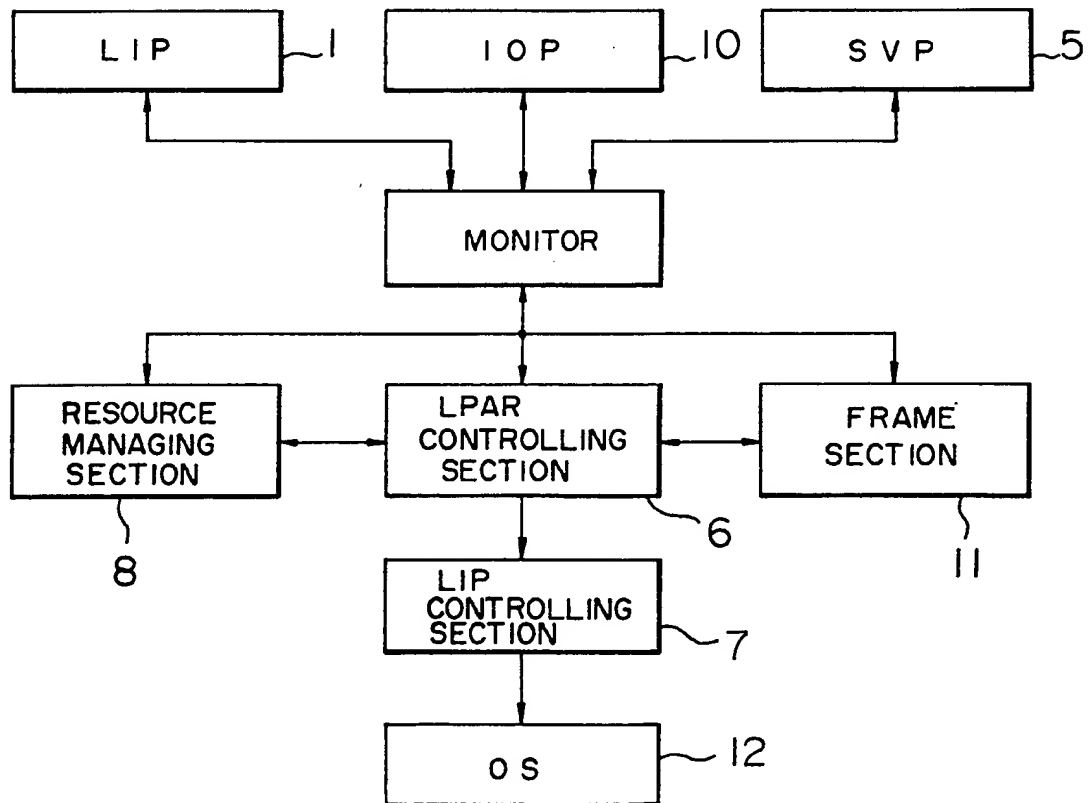 LIP
1
IOP
10
SVP
5
MONITOR
RESOURCE
MANAGING
SECTION
8
LPAR
CONTROLLING
SECTION
6
FRAME
SECTION
11
LIP
CONTROLLING
SECTION
7
OS
12